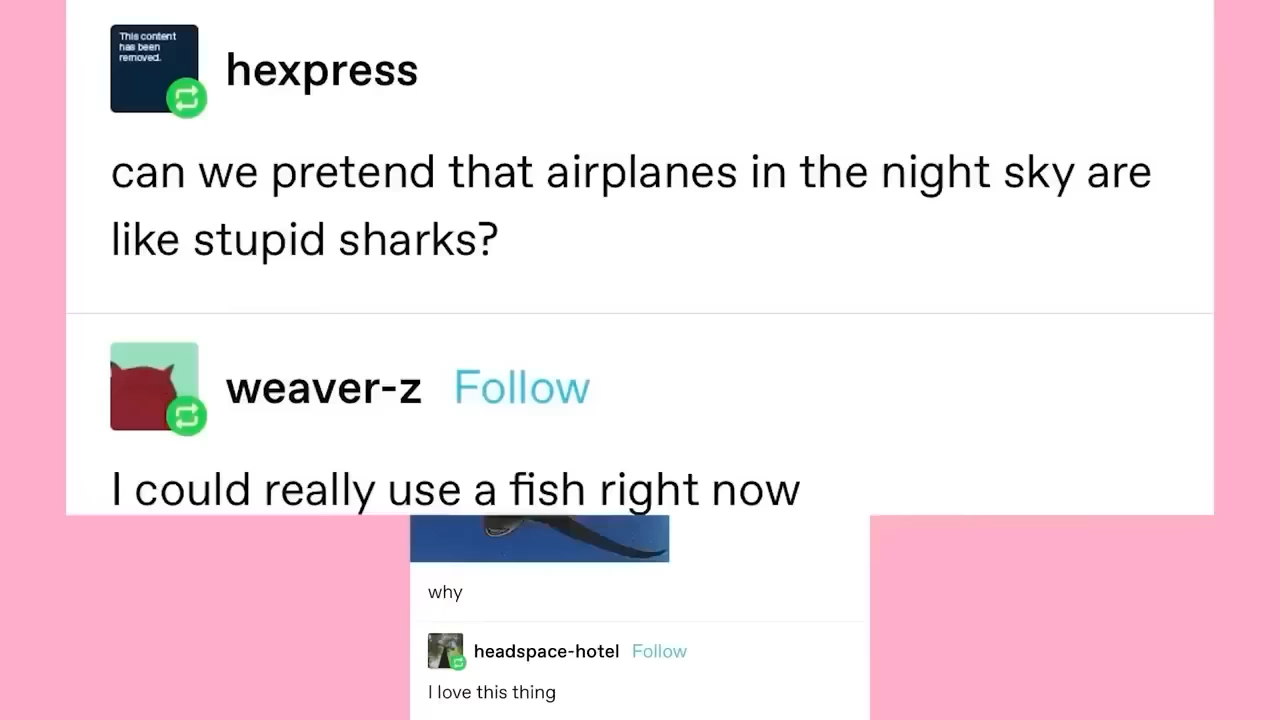 This content
has been
removed.
hexpress
can we pretend that airplanes in the night sky are
like stupid sharks?
weaver-z Follow
I could really use a fish right now
why
headspace-hotel Follow
I love this thing